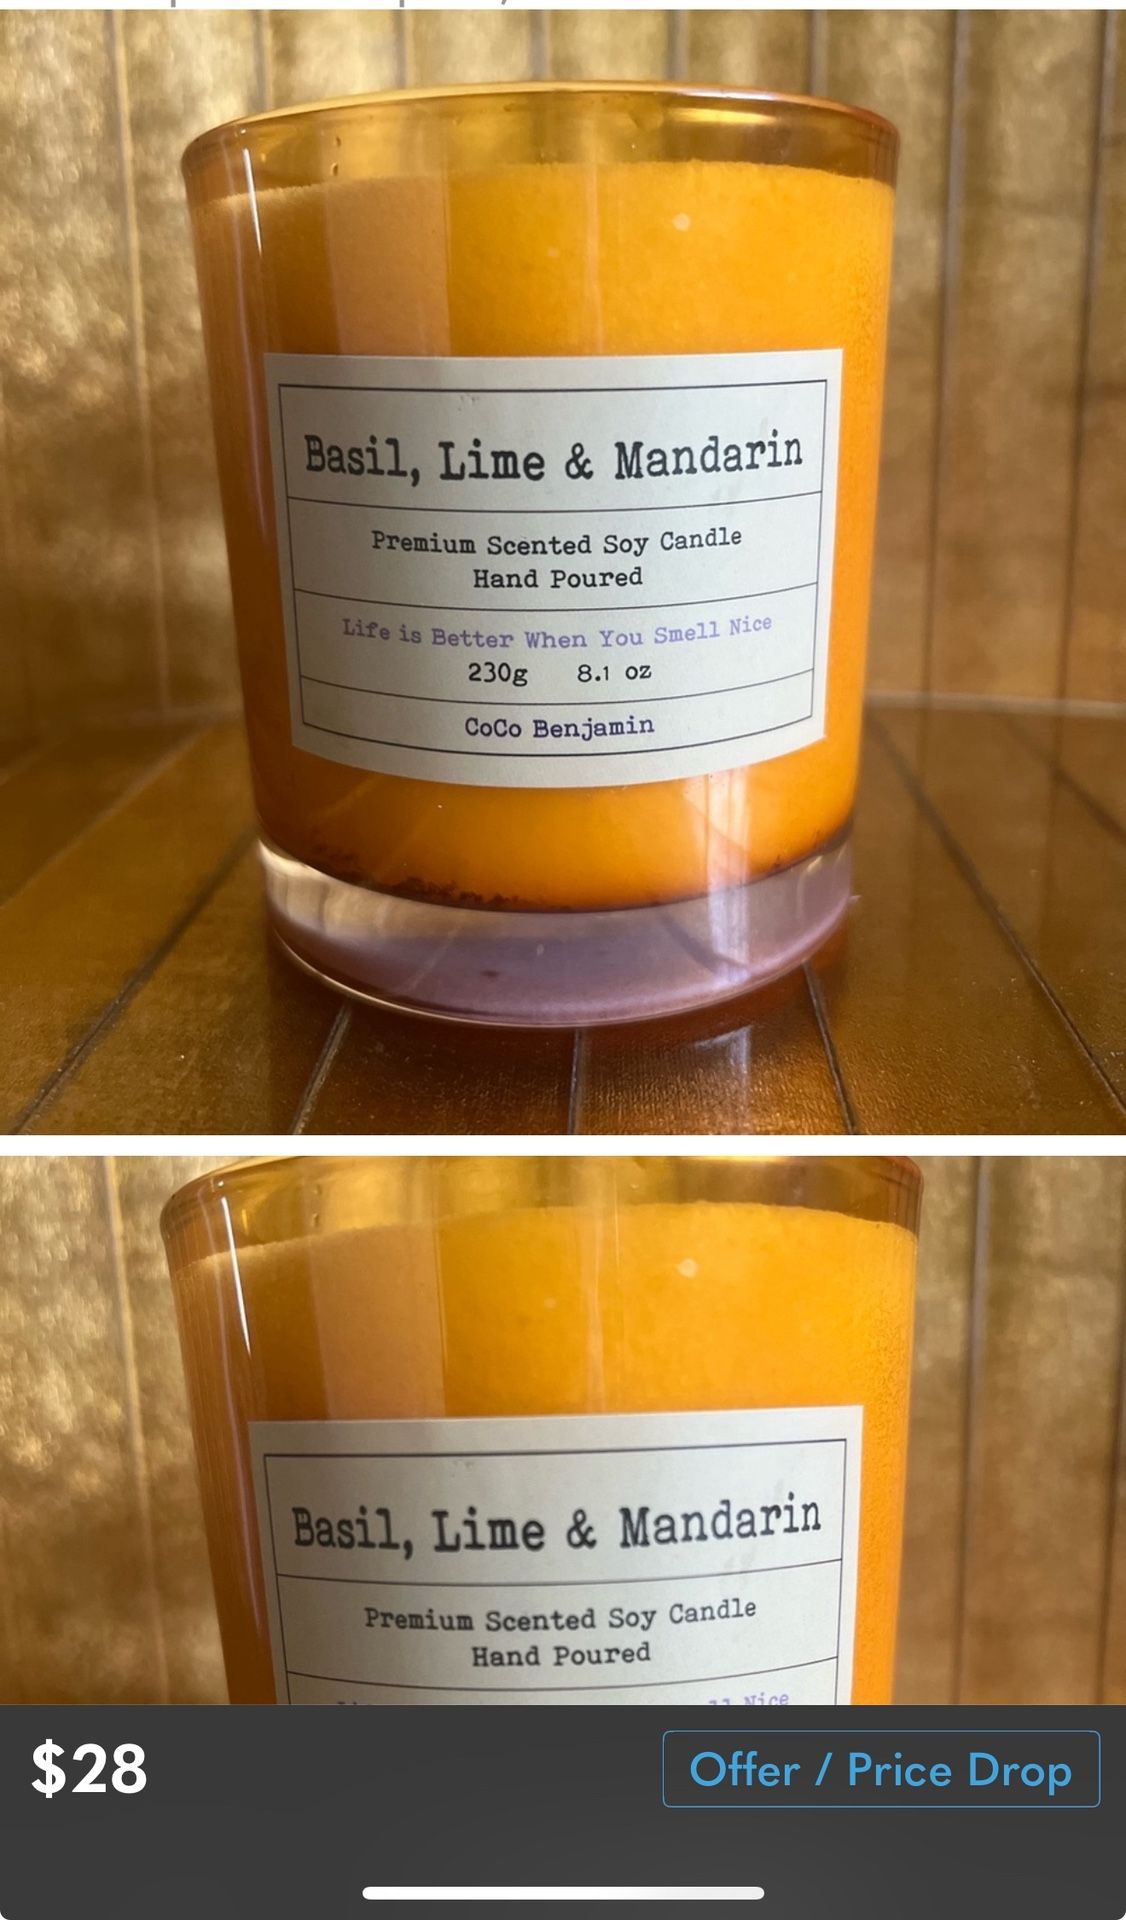 Basil, Lime & Mandarin
Premium Scented Soy Candle
Hand Poured
Life is Better When You Smell Nice
230g 8.1 oz
CoCo Benjamin
Basil, Lime & Mandarin
Premium Scented Soy Candle
Hand Poured
Nice
$28
Offer / Price Drop